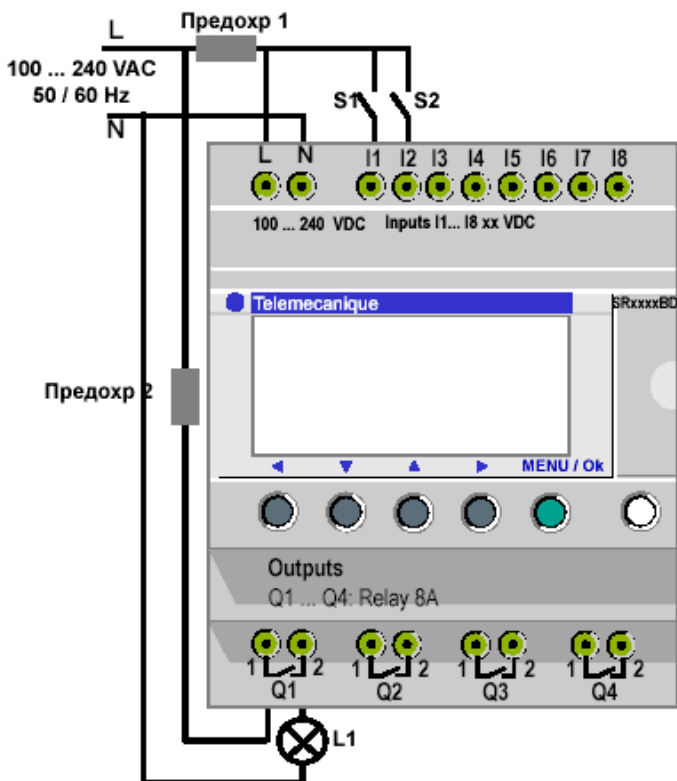 Предохр 1
L
100 ... 240 VAC
50 / 60 Hz
N
S1 S2
L N I1 I2 I3 I4 I5 I6 I7 I8
100 ... 240 VDC Inputs I1... I8 xx VDC
Telemecanique
SRxxxxBD
Предохр 2
MENU / Ok
Outputs
Q1 ... Q4: Relay 8A
1 2 1 2 1 2 1 2
Q1 Q2 Q3 Q4
L1